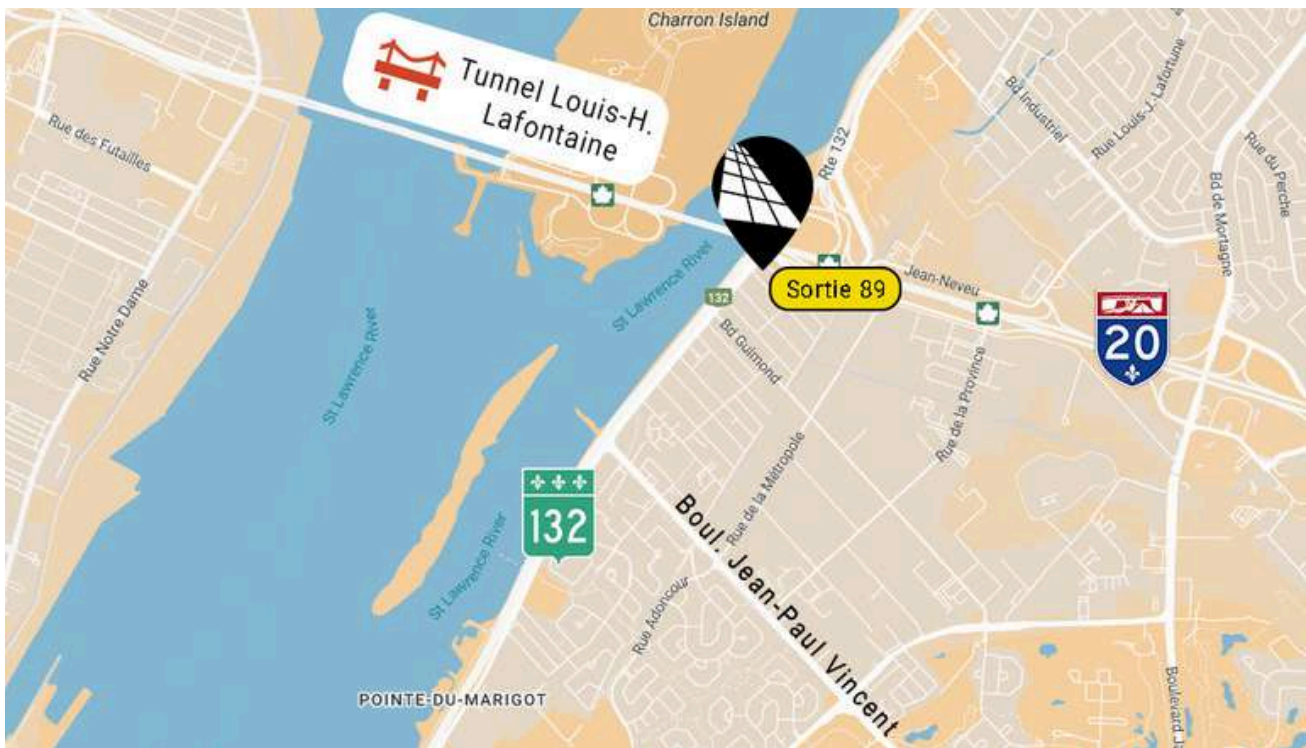 Charron Island
Tunnel Louis-H.
Lafontaine
Rue des Futailles
Rue Notre Dame
St Lawrence River
St Lawrence River
St Lawrence River
Rte 132
Bd Industriel
Rue Louis-J. Lafortune
Bd de Mortagne
Rue du Perche
Jean-Neveu
Sortie 89
132
20
Bd Guimond
Rue de la Province
Rue de la Métropole
132
Boul. Jean-Paul Vincent
Rue Adoncour
POINTE-DU-MARIGOT
Boulevard J